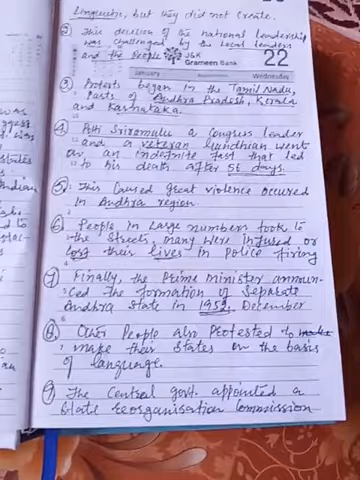 Linguistic, but they did not create.
② This decision of the national leadership
was challenged by the local leaders
and the People
J&K
Grameen Bank
22
January
Wednesday
③ Protests began in the Tamil Nadu,
Parts of Andhra Pradesh, Kerala
and Karnataka.
④ Potti Sriramulu a Congress leader
and a veteran Gandhian went
on an indefinite fast that led
to his death after 56 days.
⑤ This Caused great violence occured
in Andhra region.
⑥ People in Large numbers took to
the streets, many were injured or
lost their lives in Police firing
⑦ Finally, the Prime Minister announ-
ced the formation of separate
Andhra State in 1952, December
⑧ Other People also Protested to
make their states on the basis
of language.
⑨ The Central govt. appointed a
State reorganisation Commission